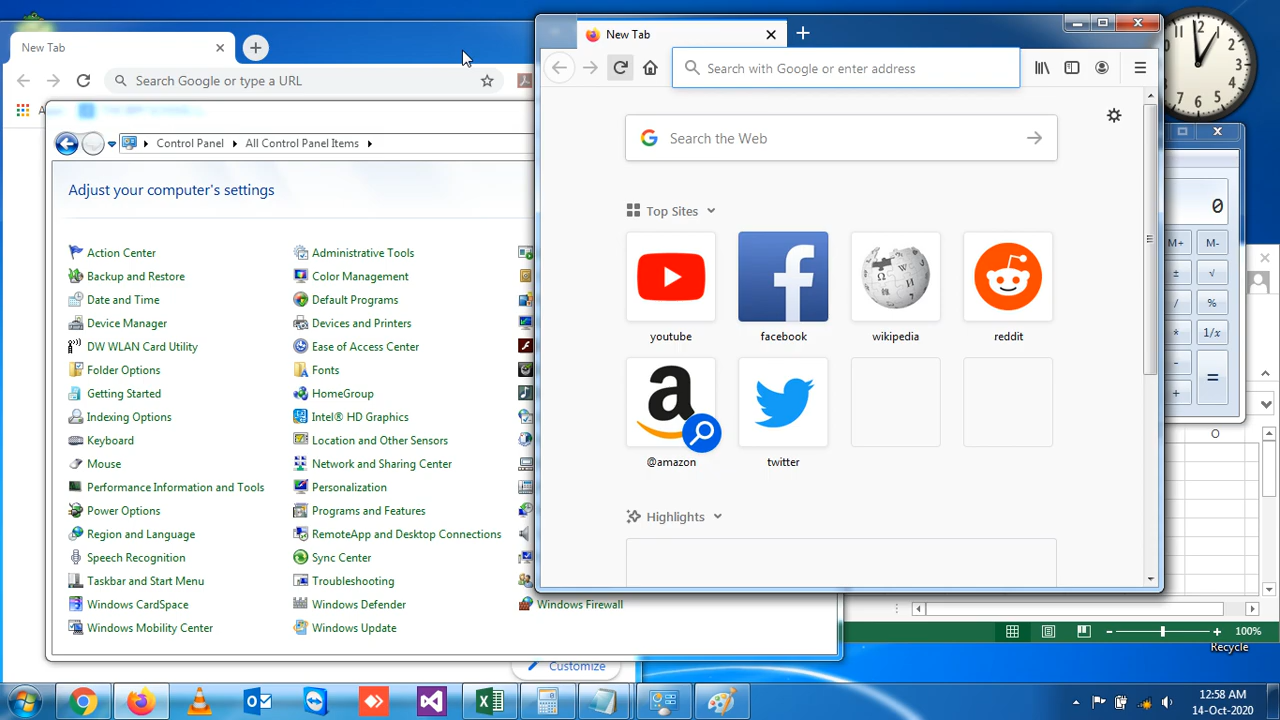 New Tab
Search Google or type a URL
Control Panel
All Control Panel Items
Adjust your computer's settings
Action Center
Administrative Tools
Backup and Restore
Color Management
Date and Time
Default Programs
Device Manager
Devices and Printers
DW WLAN Card Utility
Ease of Access Center
Folder Options
Fonts
Getting Started
HomeGroup
Indexing Options
Intel® HD Graphics
Keyboard
Location and Other Sensors
Mouse
Network and Sharing Center
Performance Information and Tools
Personalization
Power Options
Programs and Features
Region and Language
RemoteApp and Desktop Connections
Speech Recognition
Sync Center
Taskbar and Start Menu
Troubleshooting
Windows CardSpace
Windows Defender
Windows Firewall
Windows Mobility Center
Windows Update
Customize
New Tab
Search with Google or enter address
Search the Web
Top Sites
youtube
facebook
wikipedia
reddit
@amazon
twitter
Highlights
0
M+ M-
± √
/ %
* 1/x
- =
+
O
100%
Recycle
12:58 AM
14-Oct-2020